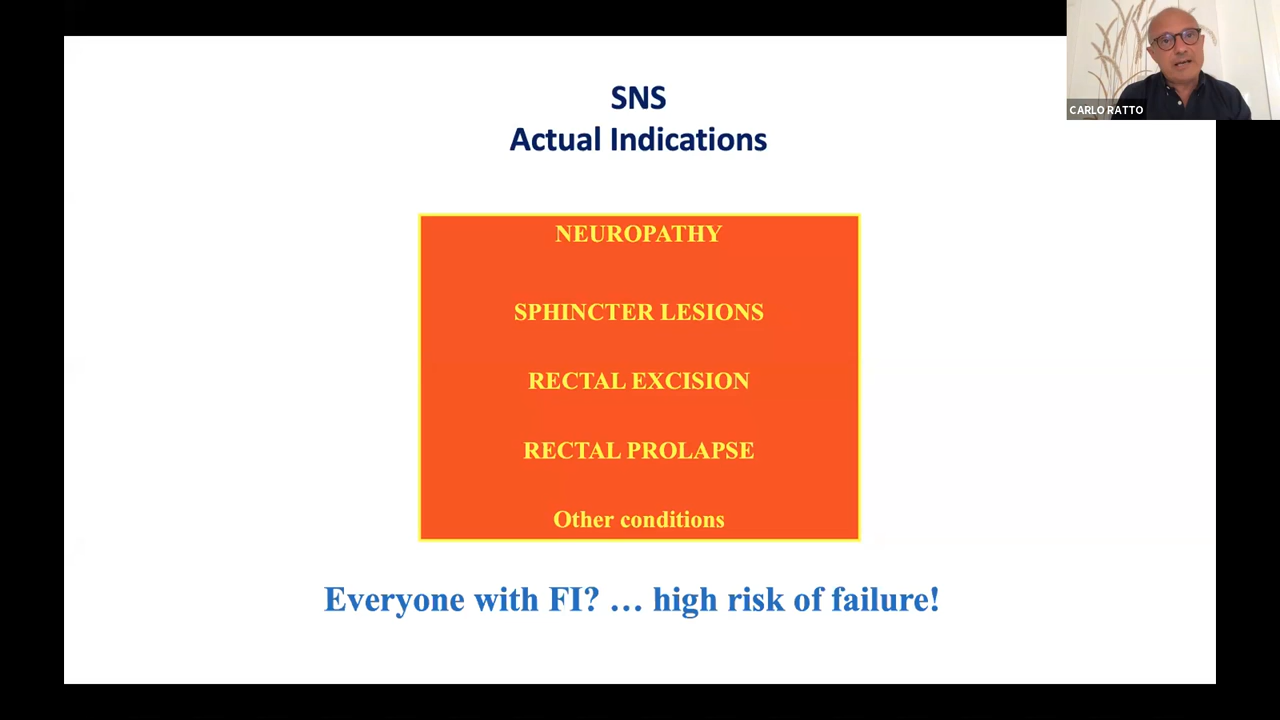 SNS
Actual Indications
NEUROPATHY
SPHINCTER LESIONS
RECTAL EXCISION
RECTAL PROLAPSE
Other conditions
Everyone with FI? … high risk of failure!
CARLO RATTO